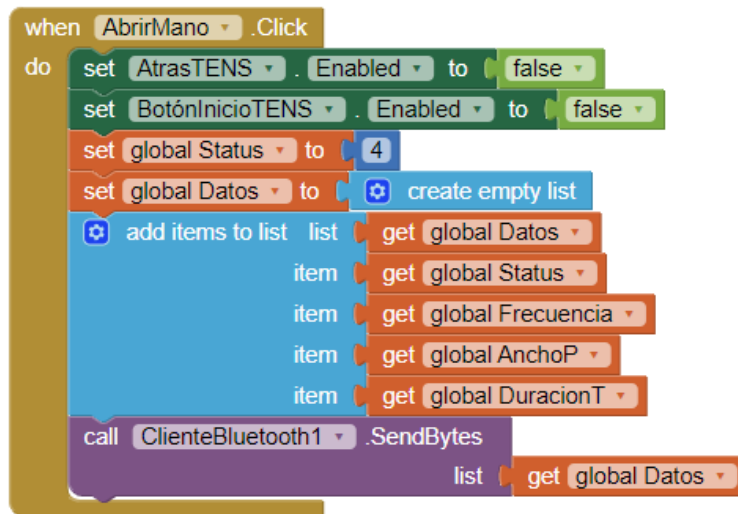 when AbrirMano .Click
do set AtrasTENS . Enabled to false
set BotónInicioTENS . Enabled to false
set global Status to 4
set global Datos to create empty list
add items to list list get global Datos
item get global Status
item get global Frecuencia
item get global AnchoP
item get global DuracionT
call ClienteBluetooth1 .SendBytes
list get global Datos